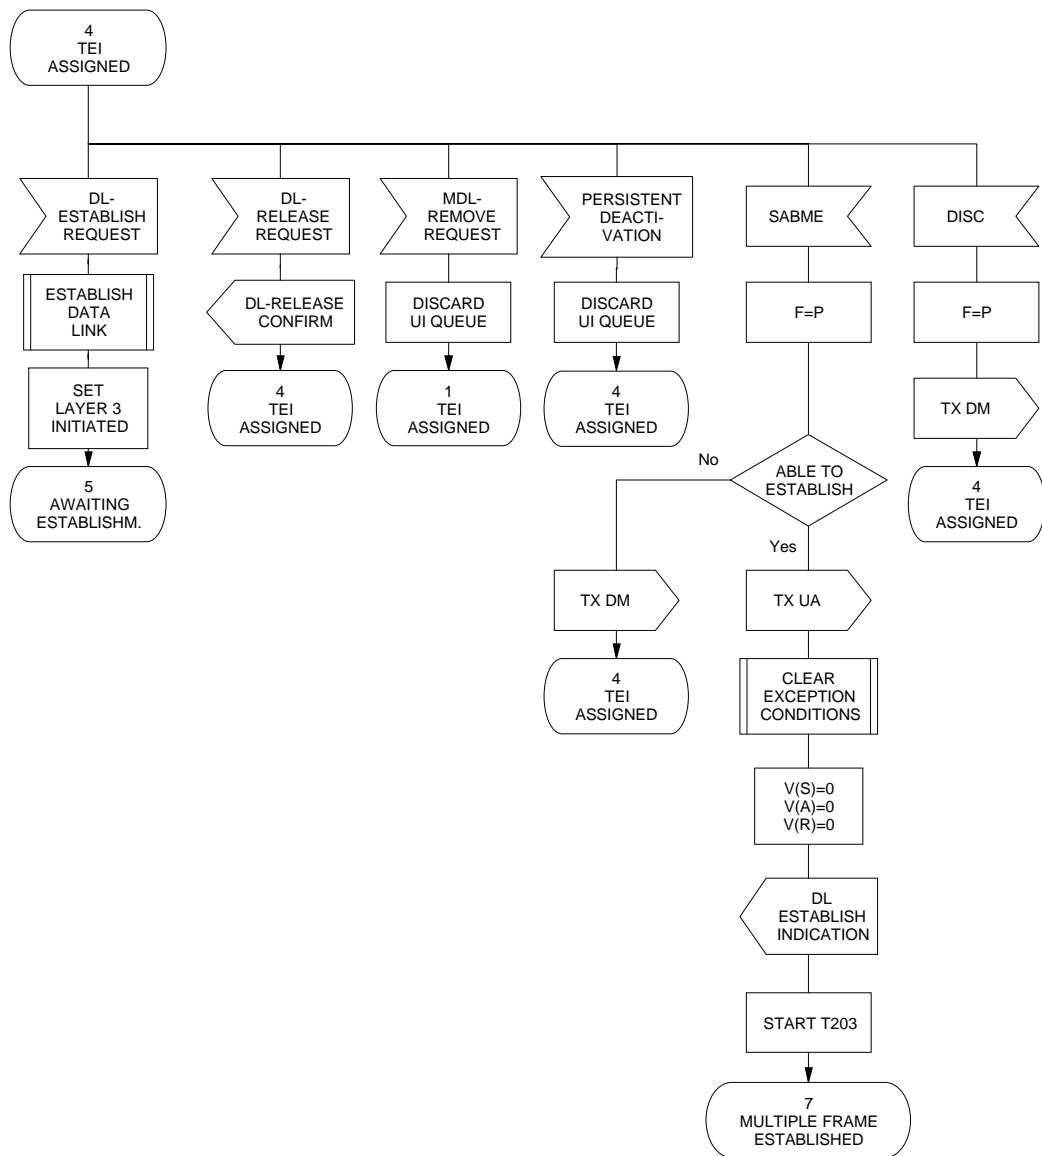 4
TEI
ASSIGNED
DL-
ESTABLISH
REQUEST
DL-
RELEASE
REQUEST
MDL-
REMOVE
REQUEST
PERSISTENT
DEACTI-
VATION
SABME
DISC
ESTABLISH
DATA
LINK
DL-RELEASE
CONFIRM
DISCARD
UI QUEUE
DISCARD
UI QUEUE
F=P
F=P
SET
LAYER 3
INITIATED
4
TEI
ASSIGNED
1
TEI
ASSIGNED
4
TEI
ASSIGNED
TX DM
5
AWAITING
ESTABLISHM.
No
ABLE TO
ESTABLISH
4
TEI
ASSIGNED
Yes
TX DM
TX UA
4
TEI
ASSIGNED
CLEAR
EXCEPTION
CONDITIONS
V(S)=0
V(A)=0
V(R)=0
DL
ESTABLISH
INDICATION
START T203
7
MULTIPLE FRAME
ESTABLISHED